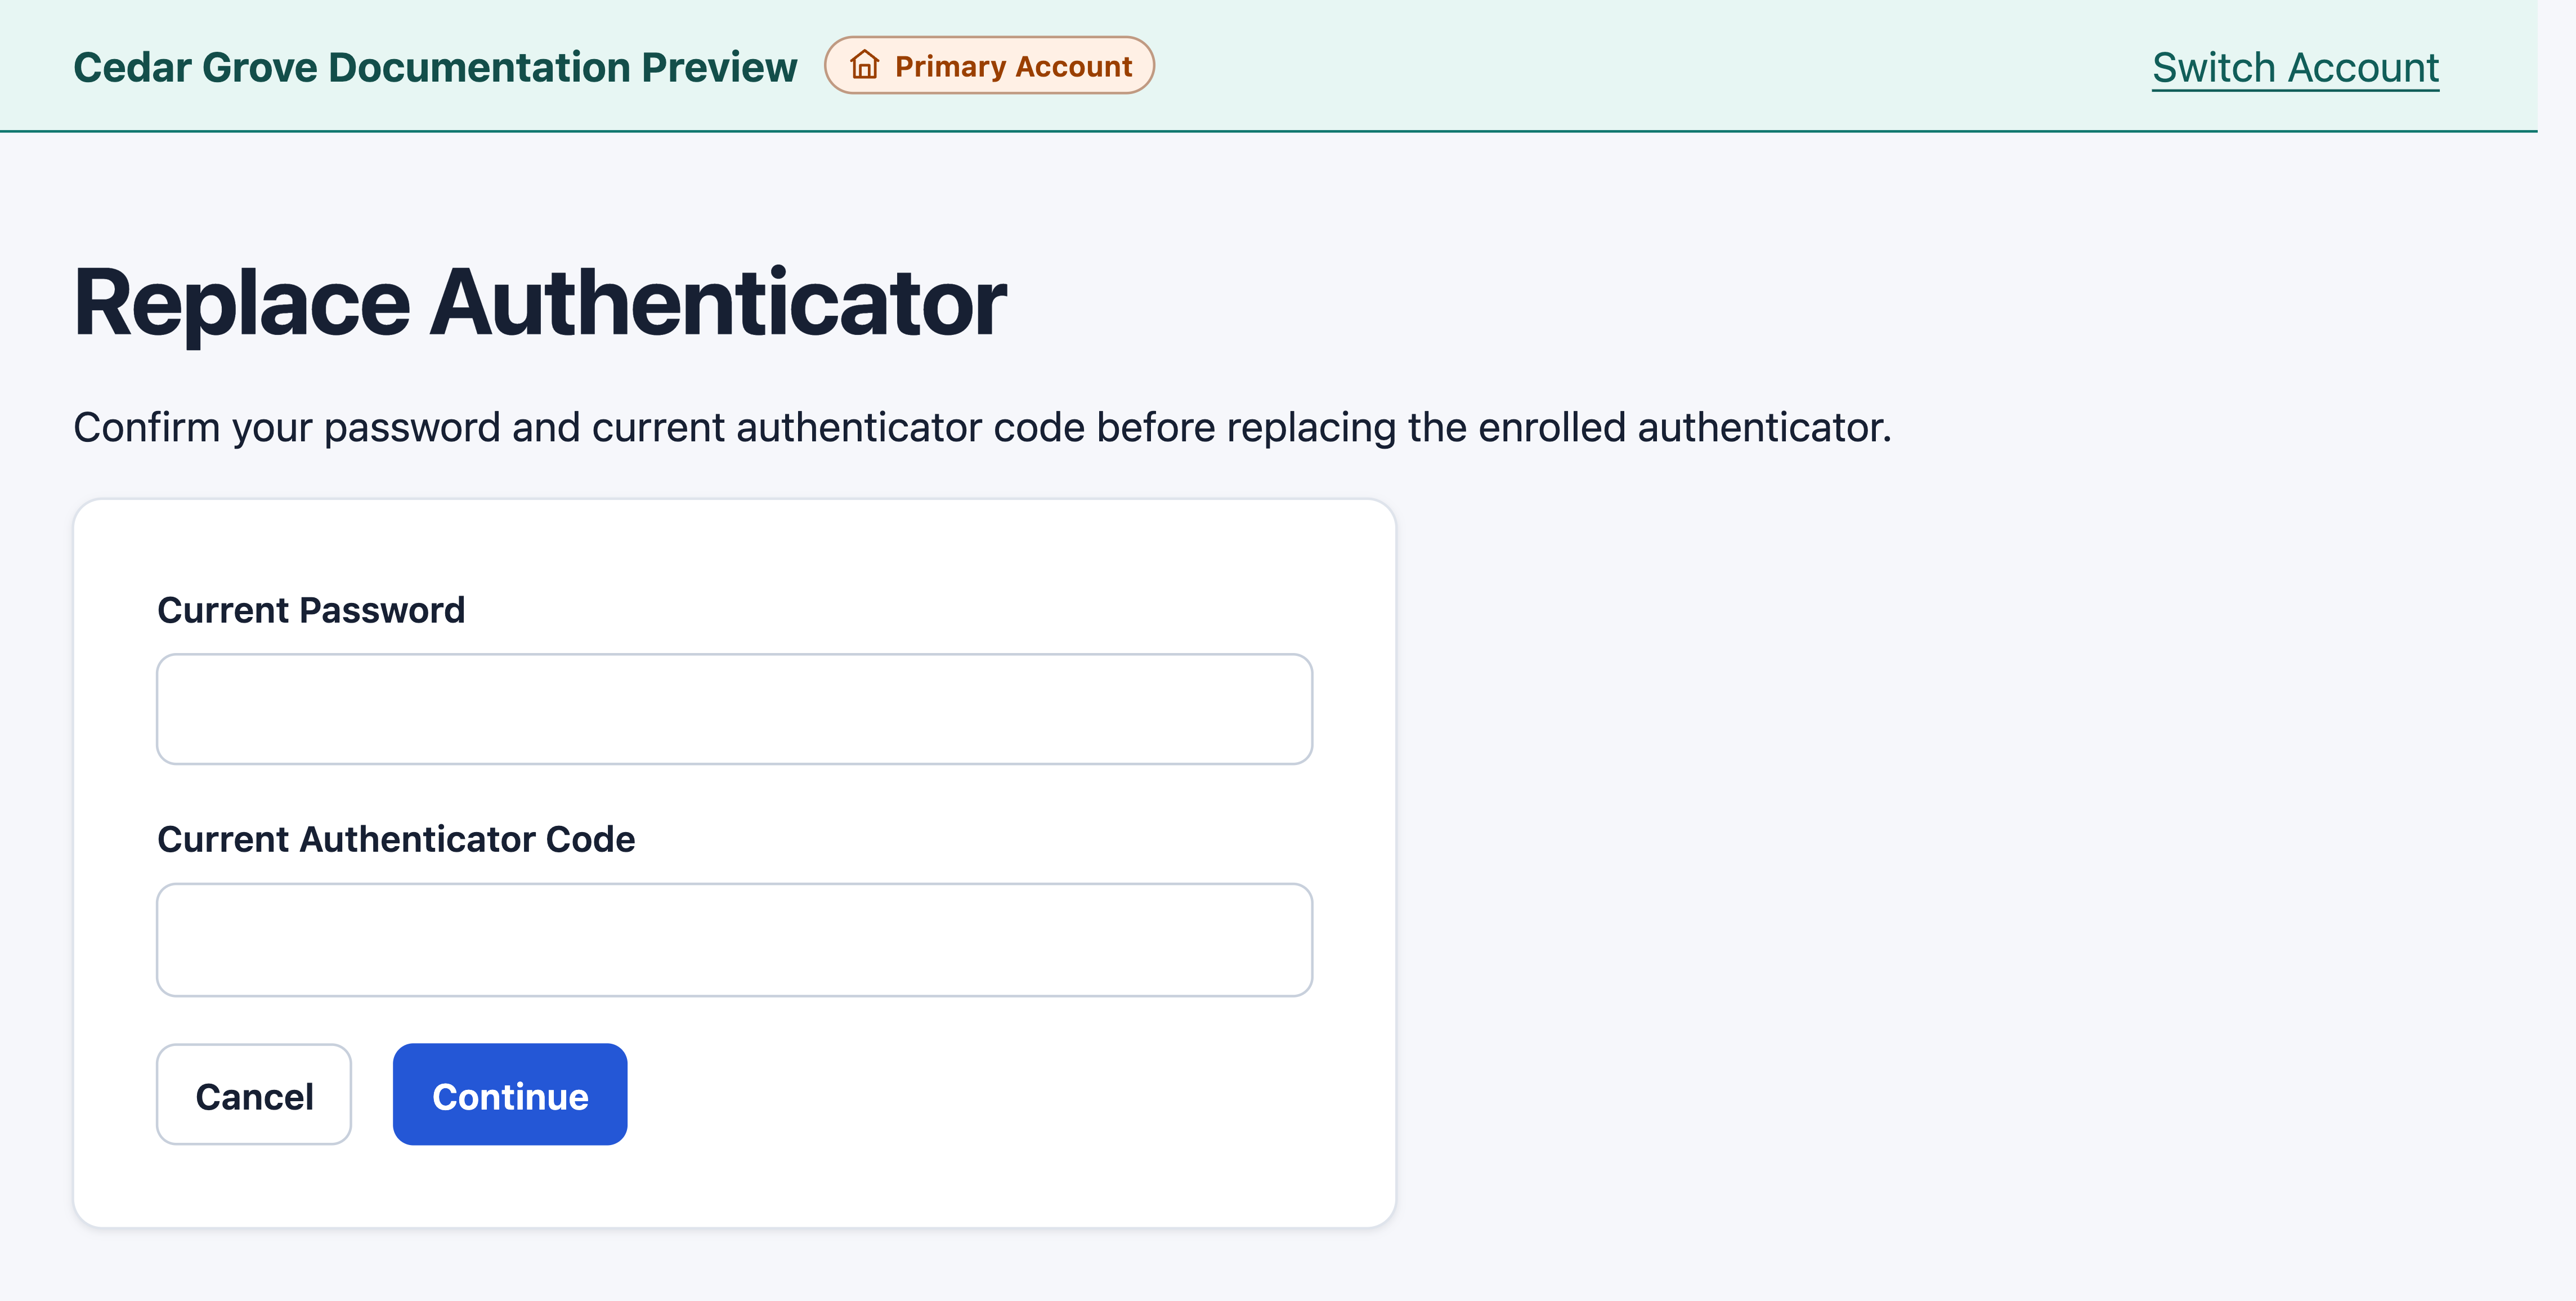 Cedar Grove Documentation Preview Primary Account Switch Account
Replace Authenticator
Confirm your password and current authenticator code before replacing the enrolled authenticator.
Current Password
Current Authenticator Code
Cancel Continue